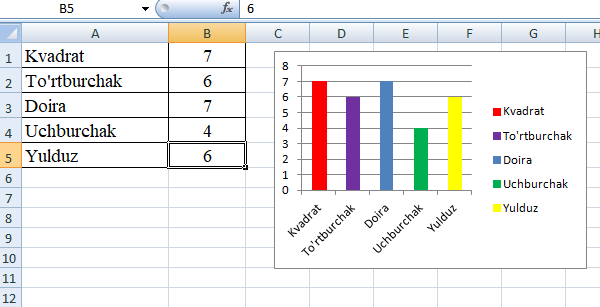 B5 fx 6
A B C D E F G H
1 Kvadrat 7
2 To'rtburchak 6
3 Doira 7
4 Uchburchak 4
5 Yulduz 6
6
7
8
9
10
11
12
8
7
6
5
4
3
2
1
0
Kvadrat To'rtburchak Doira Uchburchak Yulduz
Kvadrat
To'rtburchak
Doira
Uchburchak
Yulduz